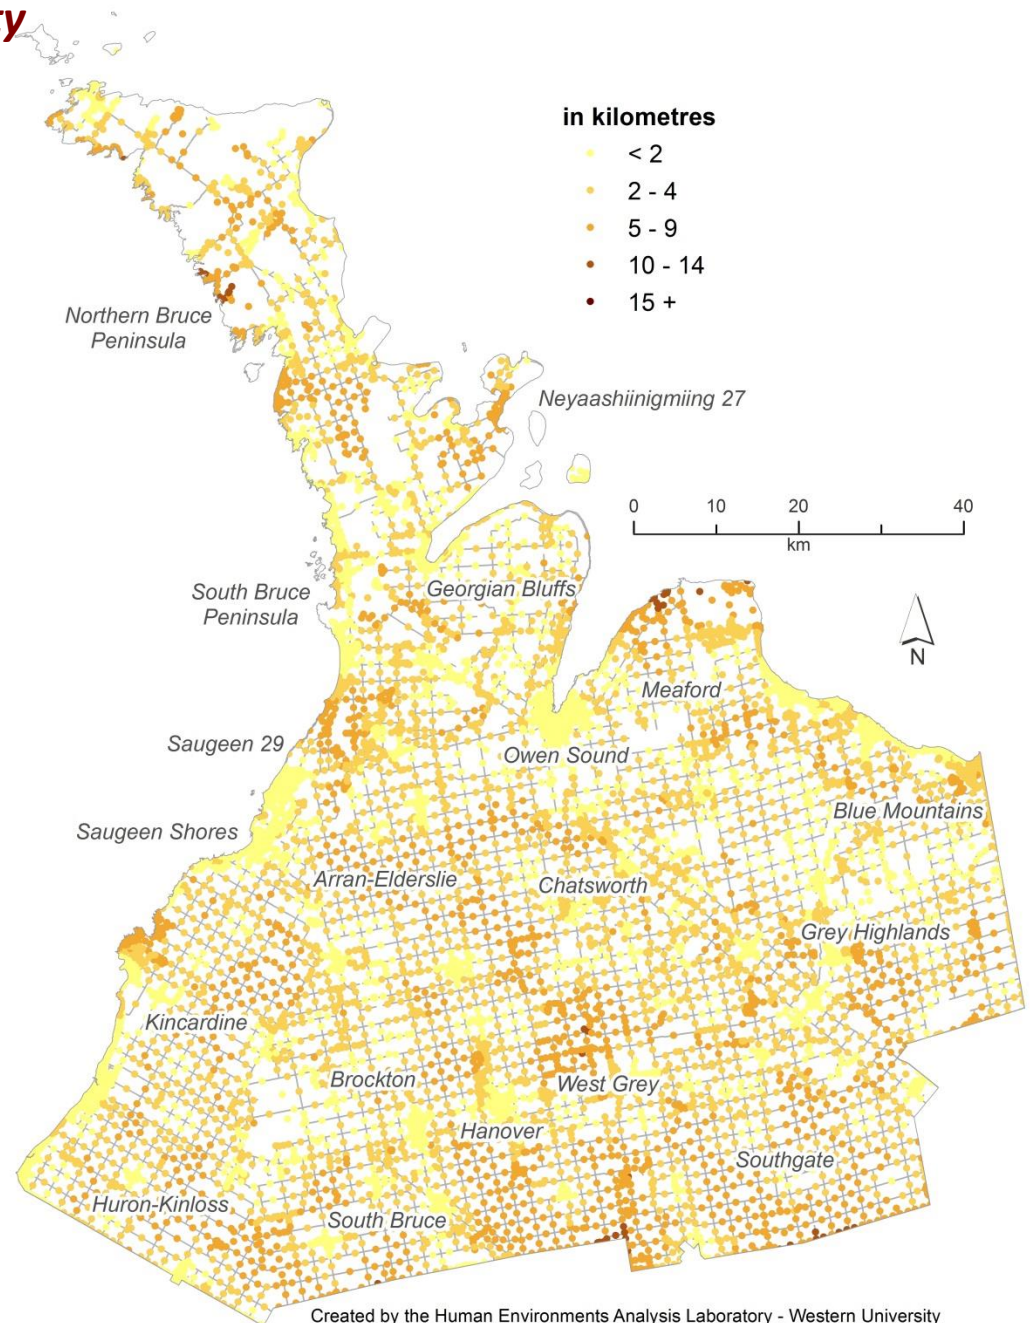 in kilometres
< 2
2 - 4
5 - 9
10 - 14
15 +
Northern Bruce
Peninsula
Neyaashiinigmiing 27
0 10 20 40
km
South Bruce
Peninsula
Georgian Bluffs
N
Meaford
Saugeen 29
Owen Sound
Blue Mountains
Saugeen Shores
Arran-Elderslie
Chatsworth
Grey Highlands
Kincardine
Brockton
West Grey
Hanover
Southgate
Huron-Kinloss
South Bruce
Created by the Human Environments Analysis Laboratory - Western University